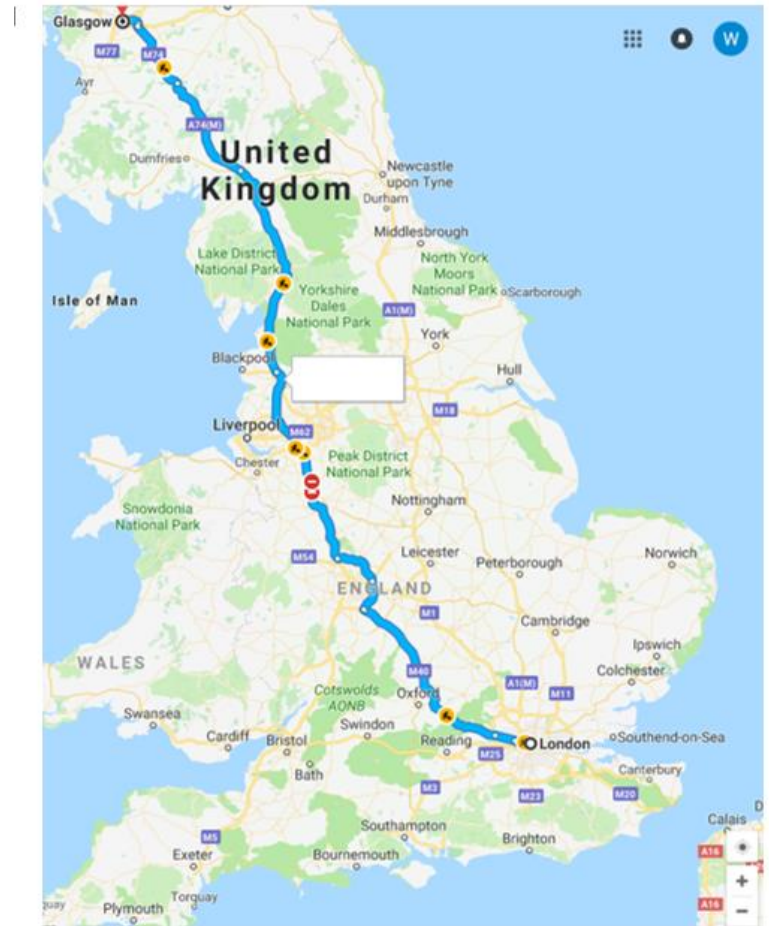 Glasgow
W
M77
M74
Ayr
A74(M)
Dumfries
United
Kingdom
Newcastle
upon Tyne
Durham
Middlesbrough
Lake District
National Park
North York
Moors
National Park
Scarborough
Isle of Man
Yorkshire
Dales
National Park
A1(M)
York
Blackpool
Hull
M18
Liverpool
M62
Chester
Peak District
National Park
Snowdonia
National Park
Nottingham
M54
Leicester
Peterborough
Norwich
ENGLAND
M1
Cambridge
WALES
Ipswich
M40
Colchester
Cotswolds
AONB
Oxford
A1(M)
M11
Swansea
Swindon
Cardiff
Bristol
Reading
M25
London
Southend-on-Sea
Bath
Canterbury
M3
M23
M20
Southampton
Calais
D
M5
Brighton
A16
Exeter
Bournemouth
Torquay
quay
Plymouth
A16